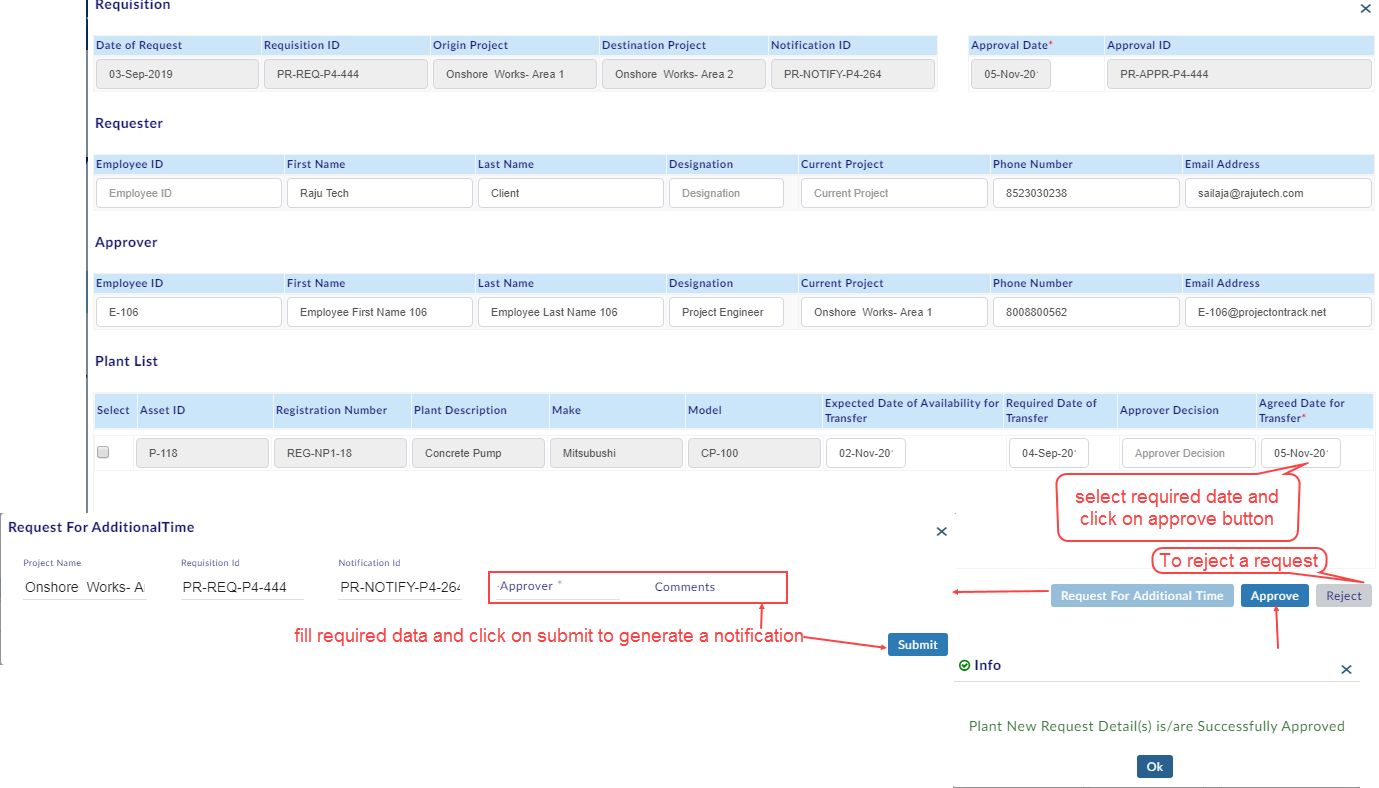 Requisition
Date of Request Requisition ID Origin Project Destination Project Notification ID Approval Date* Approval ID
03-Sep-2019 PR-REQ-P4-444 Onshore Works- Area 1 Onshore Works- Area 2 PR-NOTIFY-P4-264 05-Nov-20 PR-APPR-P4-444
Requester
Employee ID First Name Last Name Designation Current Project Phone Number Email Address
Employee ID Raju Tech Client Designation Current Project 8523030238 sailaja@rajutech.com
Approver
Employee ID First Name Last Name Designation Current Project Phone Number Email Address
E-106 Employee First Name 106 Employee Last Name 106 Project Engineer Onshore Works- Area 1 8008800562 E-106@projectontrack.net
Plant List
Select Asset ID Registration Number Plant Description Make Model Expected Date of Availability for Transfer Required Date of Transfer Approver Decision Agreed Date for Transfer*
P-118 REG-NP1-18 Concrete Pump Mitsubushi CP-100 02-Nov-20 04-Sep-20 Approver Decision 05-Nov-20
select required date and
click on approve button
To reject a request
Request For Additional Time Approve Reject
Request For AdditionalTime
Project Name Requisition Id Notification Id
Onshore Works- A PR-REQ-P4-444 PR-NOTIFY-P4-264 Approver * Comments
fill required data and click on submit to generate a notification
Submit
Info
Plant New Request Detail(s) is/are Successfully Approved
Ok